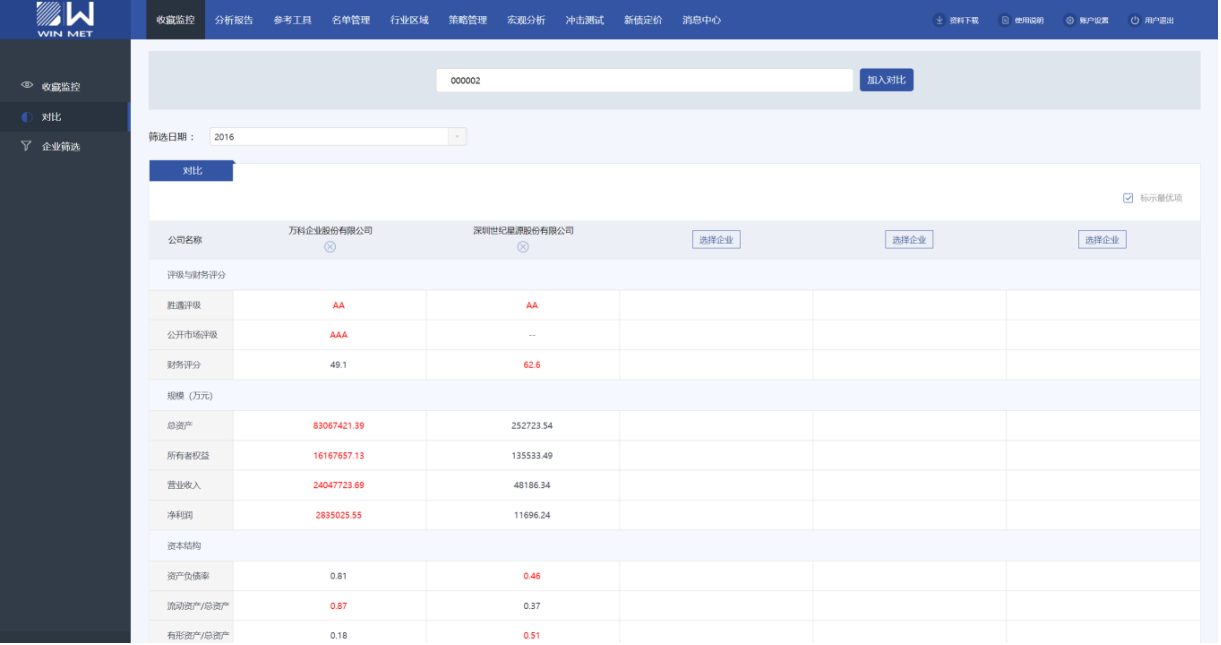 WIN MET
收藏监控 分析报告 参考工具 名单管理 行业区域 策略管理 宏观分析 冲击测试 新债定价 消息中心 资料下载 使用说明 账户设置 用户退出
收藏监控
对比
企业筛选
000002 加入对比
筛选日期： 2016
对比
标示最优项
公司名称 万科企业股份有限公司 深圳世纪星源股份有限公司 选择企业 选择企业 选择企业
评级与财务评分
胜遇评级 AA AA
公开市场评级 AAA --
财务评分 49.1 62.6
规模 (万元)
总资产 83067421.39 252723.54
所有者权益 16167657.13 135533.49
营业收入 24047723.69 48186.34
净利润 2835025.55 11696.24
资本结构
资产负债率 0.81 0.46
流动资产/总资产 0.87 0.37
有形资产/总资产 0.18 0.51